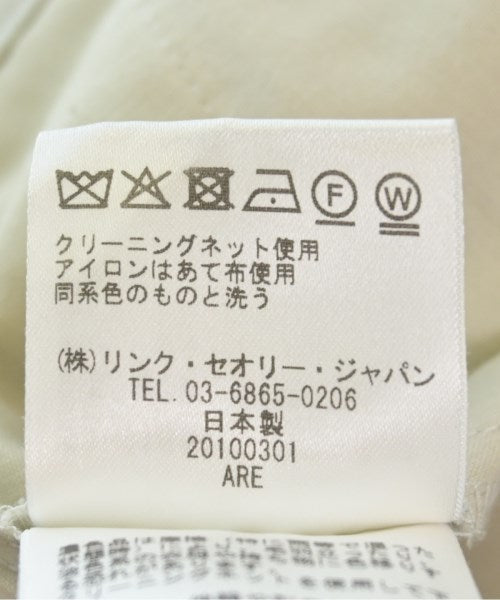 F W
クリーニングネット使用
アイロンはあて布使用
同系色のものと洗う
(株)リンク・セオリー・ジャパン
TEL. 03-6865-0206
日本製
20100301
ARE